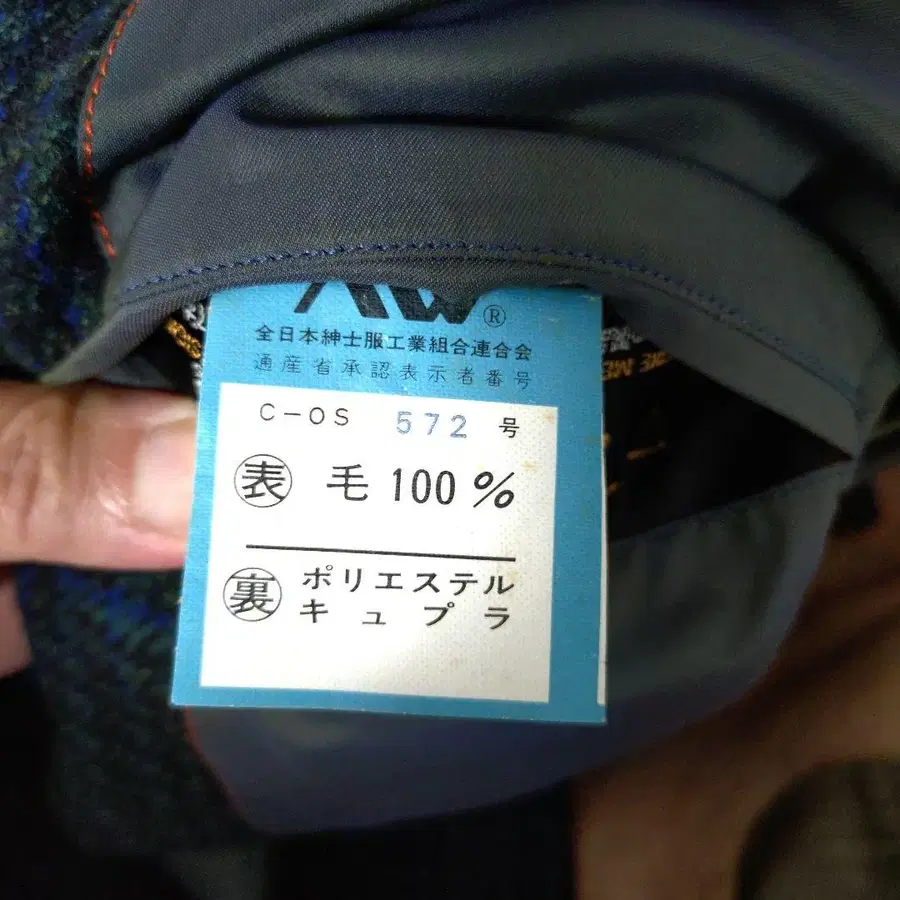 ®
全日本紳士服工業組合連合会
通産省承認表示者番号
C-OS 572 号
表 毛 100%
裏 ポリエステル
キュプラ